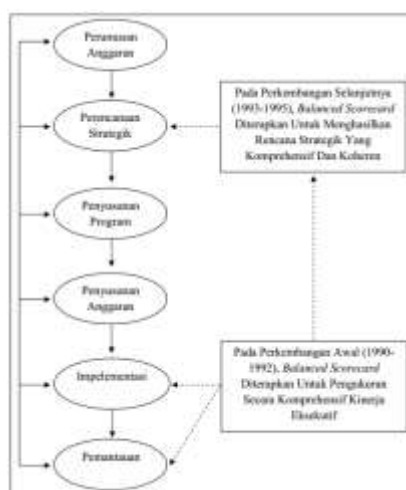 Perumusan
Anggaran
Perencanaan
Strategik
Penyusunan
Program
Penyusunan
Anggaran
Impelementasi
Pemantauan
Pada Perkembangan Selanjutnya
(1993-1995), Balanced Scorecard
Diterapkan Untuk Menghasilkan
Rencana Strategik Yang
Komprehensif Dan Koheren
Pada Perkembangan Awal (1990-
1992), Balanced Scorecard
Diterapkan Untuk Pengukuran
Secara Komprehensif Kinerja
Eksekutif